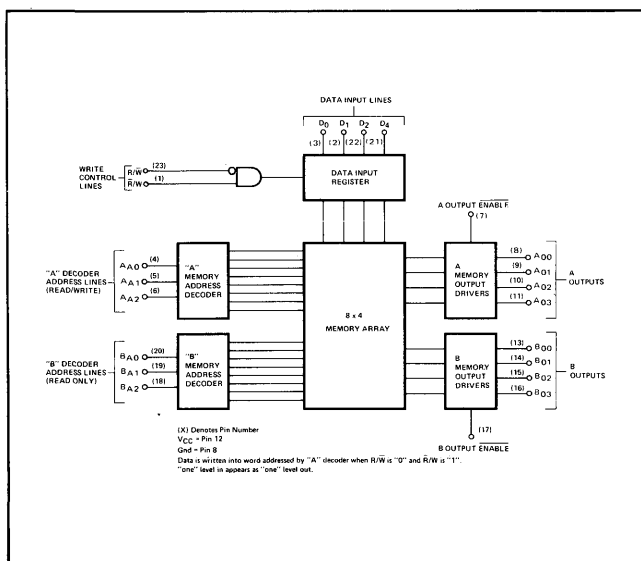 DATA INPUT LINES
D0 D1 D2 D4
(3) (2) (22) (21)
WRITE
CONTROL
LINES
R/W̅ (23)
R̅/W (1)
DATA INPUT
REGISTER
A OUTPUT E̅N̅A̅B̅L̅E̅
(7)
"A" DECODER
ADDRESS LINES
(READ/WRITE)
AA0 (4)
AA1 (5)
AA2 (6)
"A"
MEMORY
ADDRESS
DECODER
8 x 4
MEMORY ARRAY
A
MEMORY
OUTPUT
DRIVERS
(8) A00
(9) A01
(10) A02
(11) A03
A
OUTPUTS
"B" DECODER
ADDRESS LINES
(READ ONLY)
BA0 (20)
BA1 (19)
BA2 (18)
"B"
MEMORY
ADDRESS
DECODER
B
MEMORY
OUTPUT
DRIVERS
(13) B00
(14) B01
(15) B02
(16) B03
B
OUTPUTS
(17)
B OUTPUT E̅N̅A̅B̅L̅E̅
(X) Denotes Pin Number
VCC = Pin 12
Gnd = Pin 8
Data is written into word addressed by "A" decoder when R/W̅ is "0" and R̅/W is "1".
"one" level in appears as "one" level out.